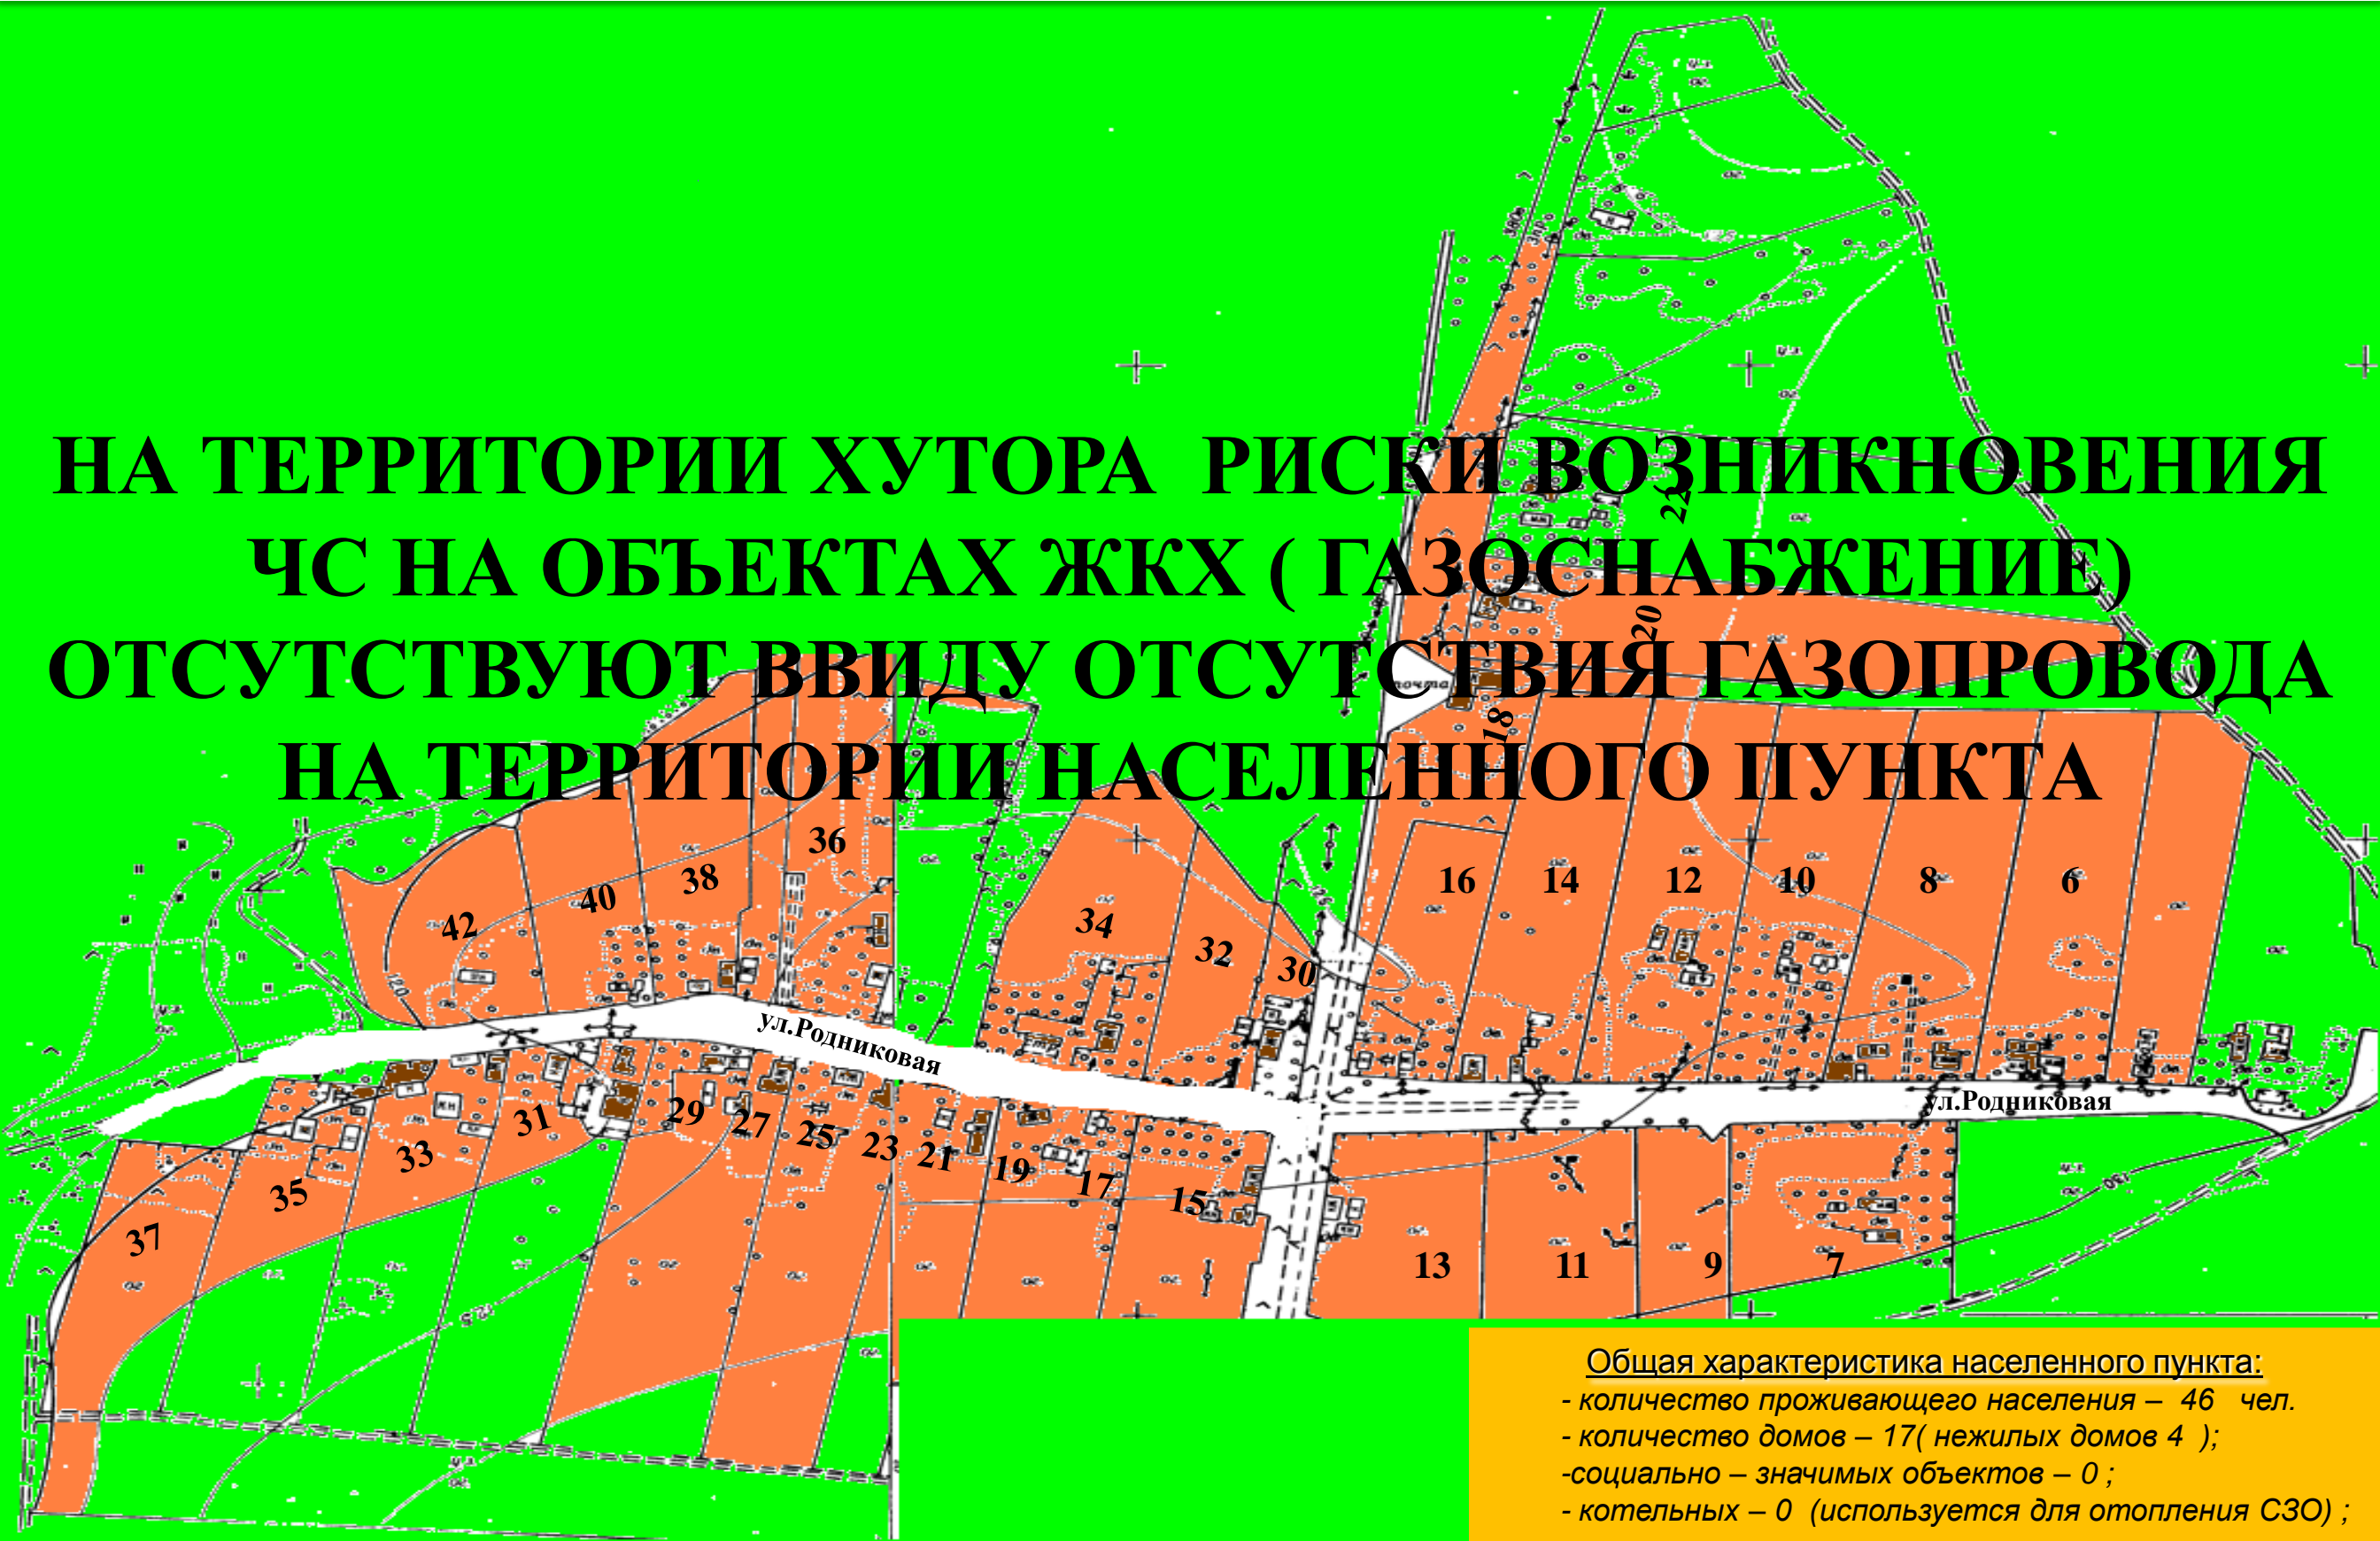 НА ТЕРРИТОРИИ ХУТОРА РИСКИ ВОЗНИКНОВЕНИЯ
ЧС НА ОБЪЕКТАХ ЖКХ ( ГАЗОСНАБЖЕНИЕ)
ОТСУТСТВУЮТ ВВИДУ ОТСУТСТВИЯ ГАЗОПРОВОДА
НА ТЕРРИТОРИИ НАСЕЛЕННОГО ПУНКТА
22
20
почта
18
36
38
40
42
34
32
30
16
14
12
10
8
6
120
ул.Родниковая
ул.Родниковая
37
35
33
31
29
27
25
23
21
19
17
15
13
11
9
7
130
Общая характеристика населенного пункта:
- количество проживающего населения – 46 чел.
- количество домов – 17( нежилых домов 4 );
-социально – значимых объектов – 0 ;
- котельных – 0 (используется для отопления СЗО) ;